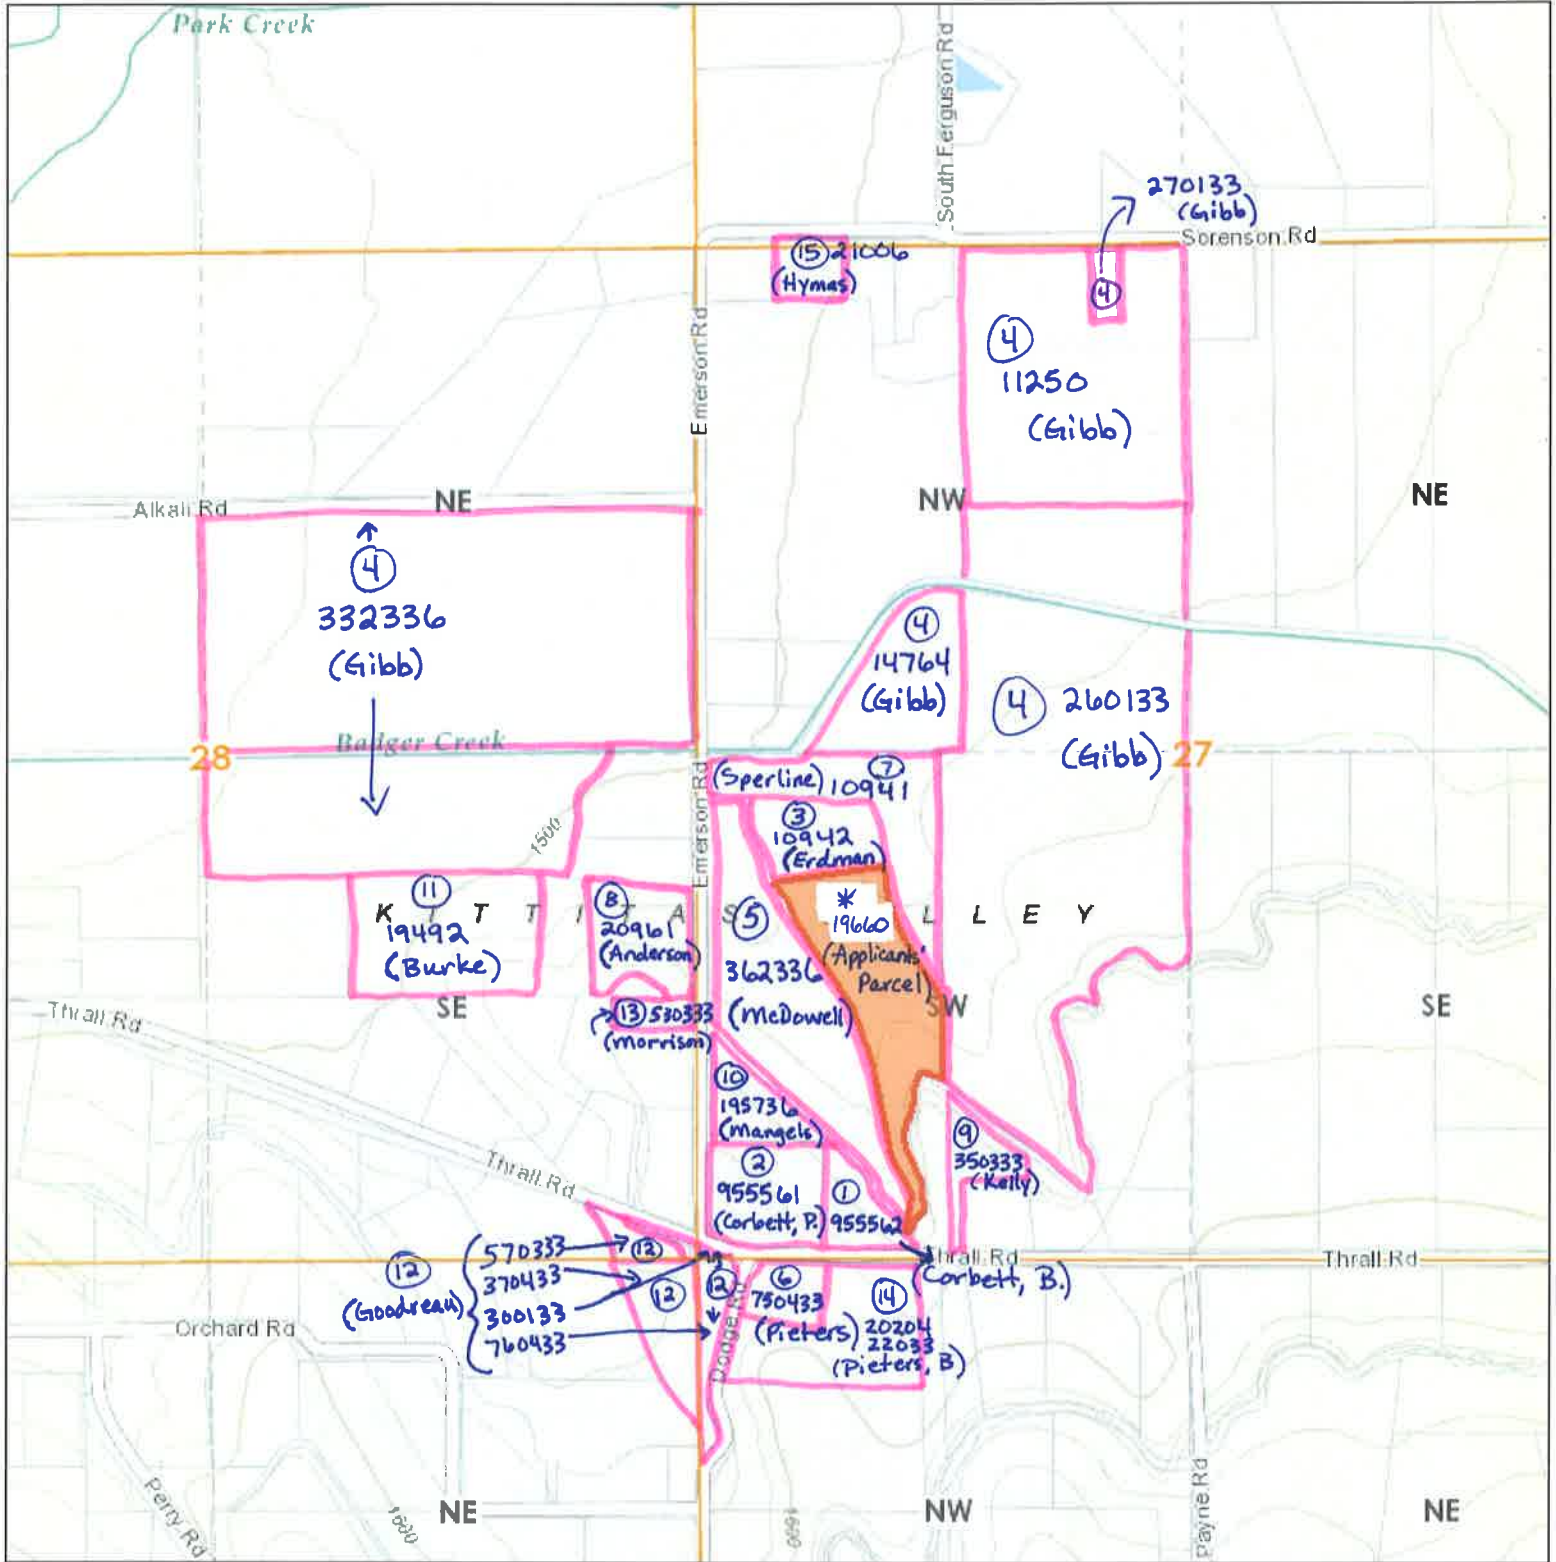 Park Creek
South Ferguson Rd
270133
(Gibb)
Sorenson Rd
15 21006
(Hymas)
4
4
11250
(Gibb)
Emerson Rd
Alkali Rd
NE
NW
NE
4
332336
(Gibb)
4
14764
(Gibb)
4 260133
(Gibb)
28
Badger Creek
27
(Sperline) 7
10941
3
10942
(Erdman)
1500
Emerson Rd
11
19492
(Burke)
8
20961
(Anderson)
5
362336
(McDowell)
*
19660
(Applicants'
Parcel)
K I T T I T A S
L L E Y
SE
SW
SE
13 530333
(Morrison)
Thrall Rd
10
195736
(Mangels)
9
350333
(Kelly)
2
955561
(Corbett, P.)
1
955562
(Corbett, B.)
Thrall Rd
Thrall Rd
Thrall Rd
12
(Goodreau)
570333
370433
300133
760433
12
12
12
6
750433
(Pieters)
14
20204
22033
(Pieters, B)
Orchard Rd
Dodge Rd
Perry Rd
1600
NE
1600
NW
Payne Rd
NE